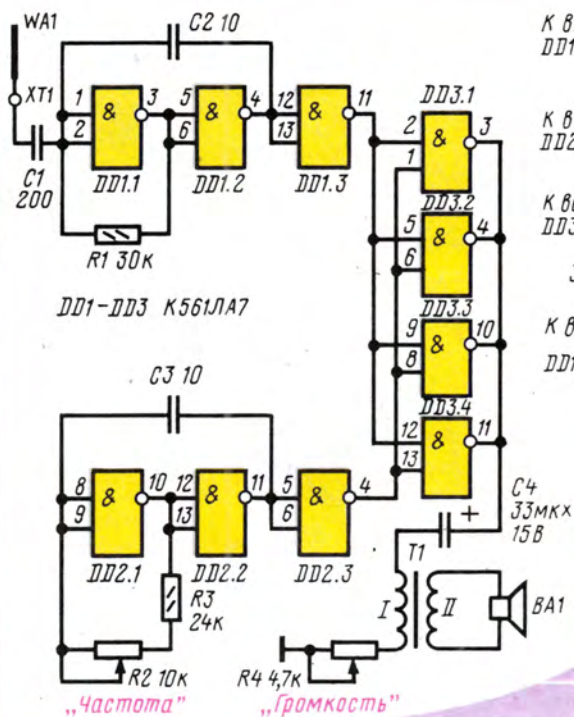 WA1
XT1
C1
200
C2 10
1
2
&
3
DD1.1
5
6
&
4
DD1.2
12
13
&
11
DD1.3
R1 30к
DD1-DD3 К561ЛА7
DD3.1
2
1
&
3
DD3.2
5
6
&
4
DD3.3
9
8
&
10
DD3.4
12
13
&
11
C3 10
8
9
&
10
DD2.1
12
13
&
11
DD2.2
5
6
&
4
DD2.3
R3
24к
R2 10к
„Частота"
R4 4,7к
„Громкость"
C4
+
33мк×
15В
T1
I
II
BA1
К в
DD1
К в
DD2
К вы
DD3
К в
DD1